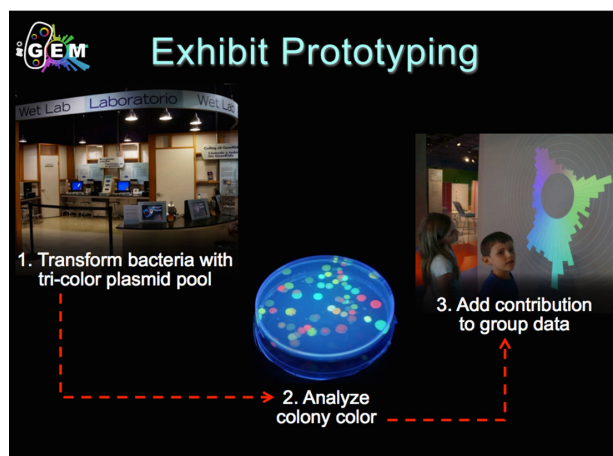 GEM
Exhibit Prototyping
Wet Lab
Laboratorio
Wet Lab
1. Transform bacteria with
tri-color plasmid pool
2. Analyze
colony color
3. Add contribution
to group data